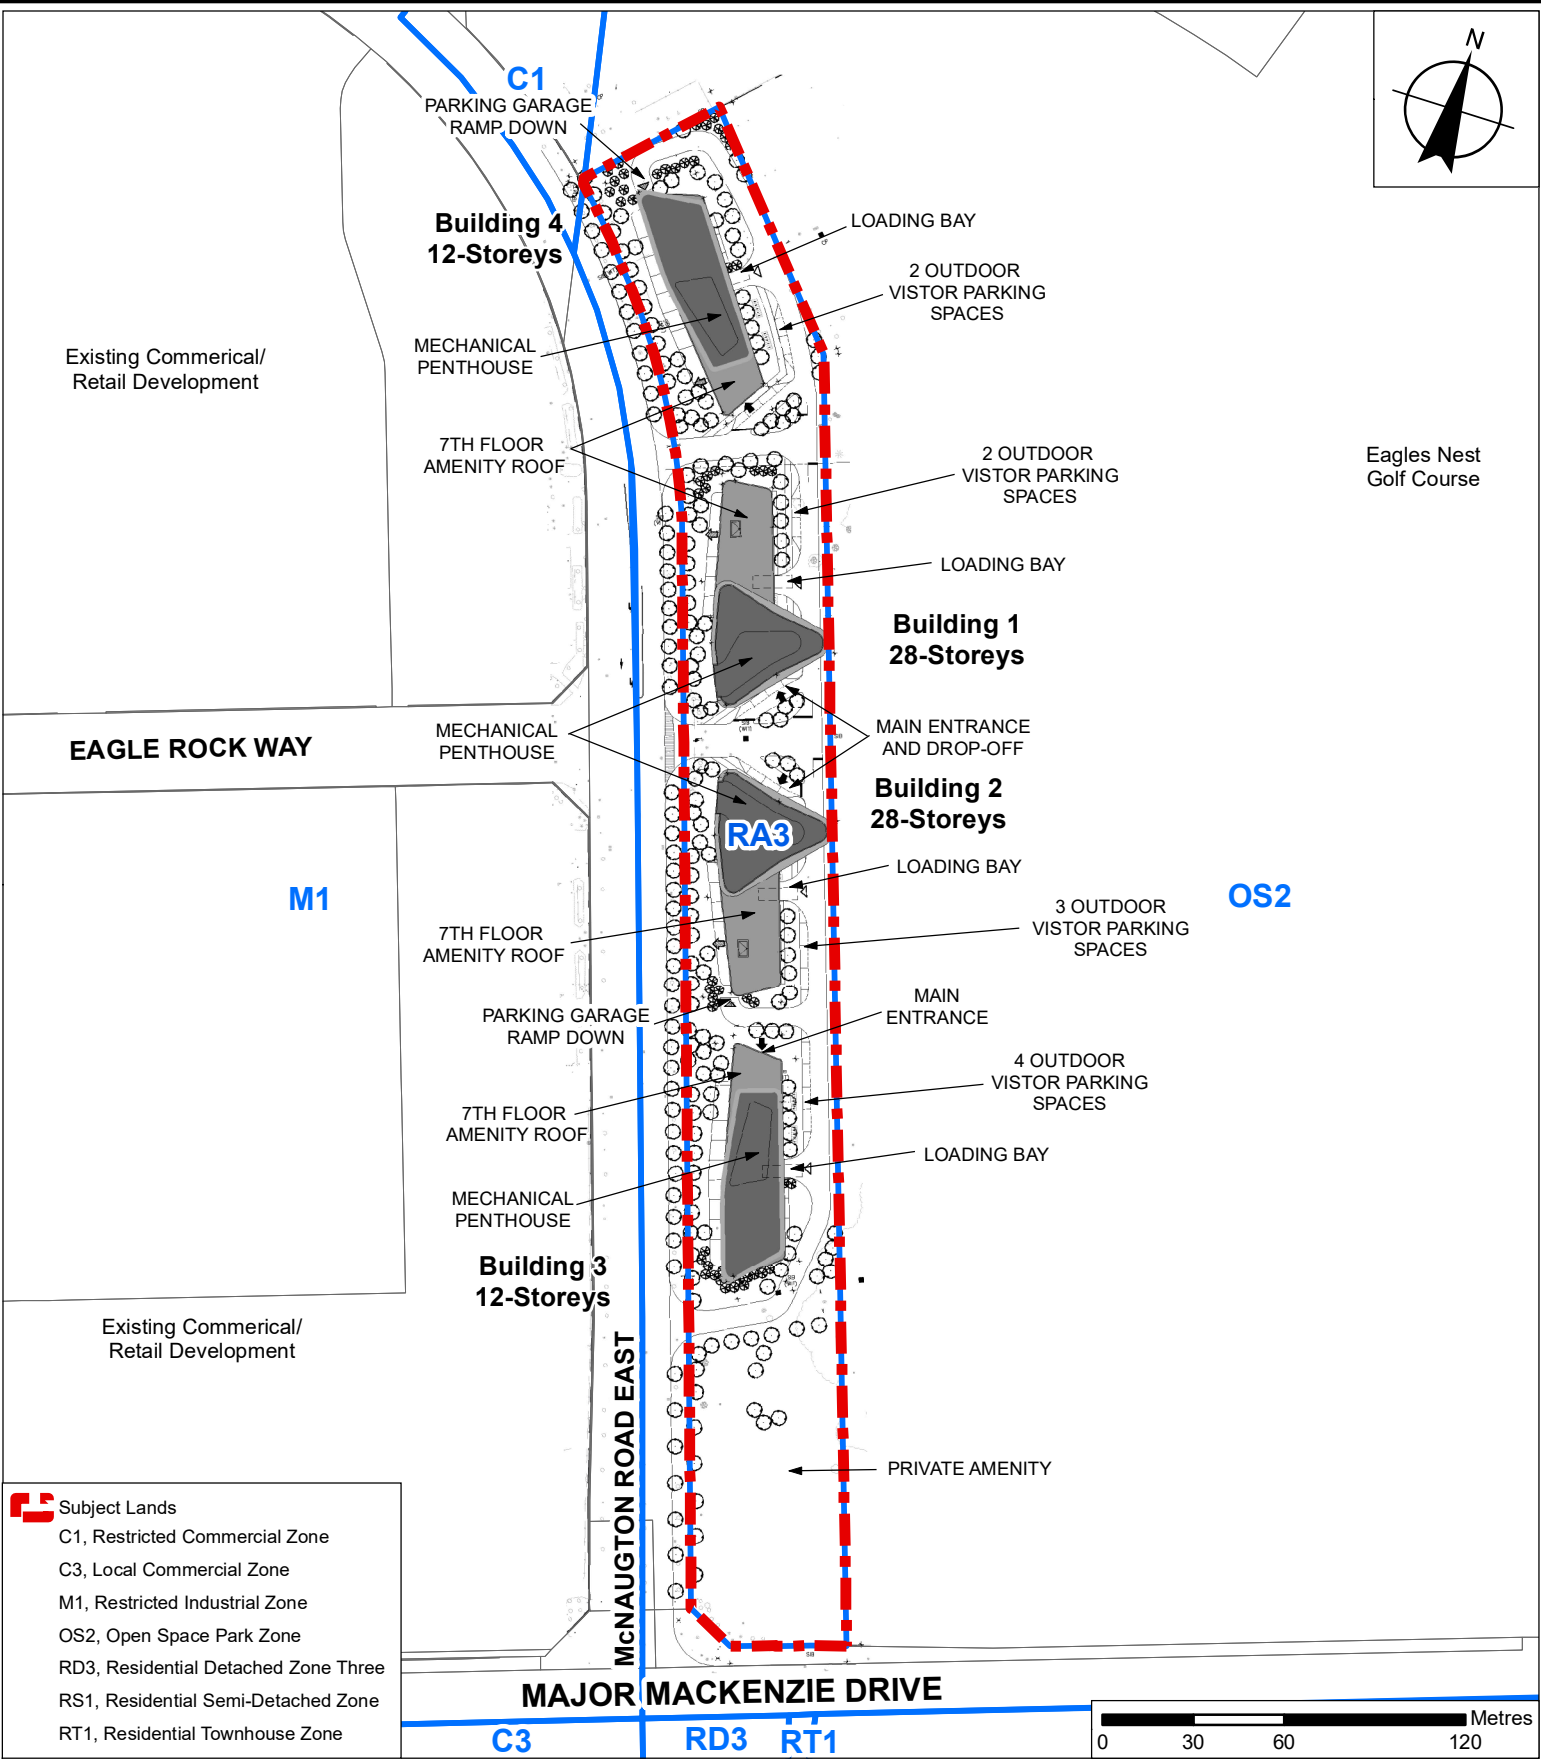 N
C1
PARKING GARAGE
RAMP DOWN
Building 4
12-Storeys
LOADING BAY
2 OUTDOOR
VISTOR PARKING
SPACES
MECHANICAL
PENTHOUSE
Existing Commerical/
Retail Development
7TH FLOOR
AMENITY ROOF
2 OUTDOOR
VISTOR PARKING
SPACES
Eagles Nest
Golf Course
LOADING BAY
Building 1
28-Storeys
EAGLE ROCK WAY
MECHANICAL
PENTHOUSE
MAIN ENTRANCE
AND DROP-OFF
Building 2
28-Storeys
RA3
LOADING BAY
M1
OS2
3 OUTDOOR
VISTOR PARKING
SPACES
7TH FLOOR
AMENITY ROOF
MAIN
ENTRANCE
PARKING GARAGE
RAMP DOWN
4 OUTDOOR
VISTOR PARKING
SPACES
7TH FLOOR
AMENITY ROOF
LOADING BAY
MECHANICAL
PENTHOUSE
Building 3
12-Storeys
Existing Commerical/
Retail Development
McNAUGTON ROAD EAST
PRIVATE AMENITY
Subject Lands
C1, Restricted Commercial Zone
C3, Local Commercial Zone
M1, Restricted Industrial Zone
OS2, Open Space Park Zone
RD3, Residential Detached Zone Three
RS1, Residential Semi-Detached Zone
RT1, Residential Townhouse Zone
MAJOR MACKENZIE DRIVE
C3
RD3
RT1
Metres
0 30 60 120